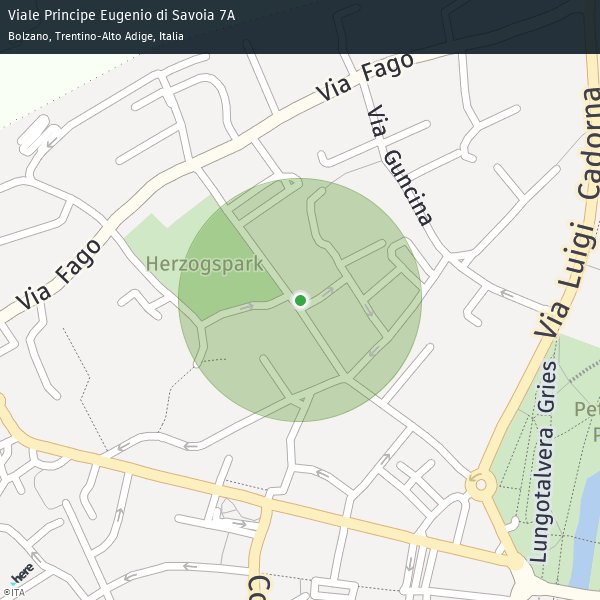 Viale Principe Eugenio di Savoia 7A
Bolzano, Trentino-Alto Adige, Italia
Via Fago
Via Guncina
Via Luigi Cadorna
Herzogspark
Via Fago
Lungotalvera Gries
Pet
P
Co
here
©ITA